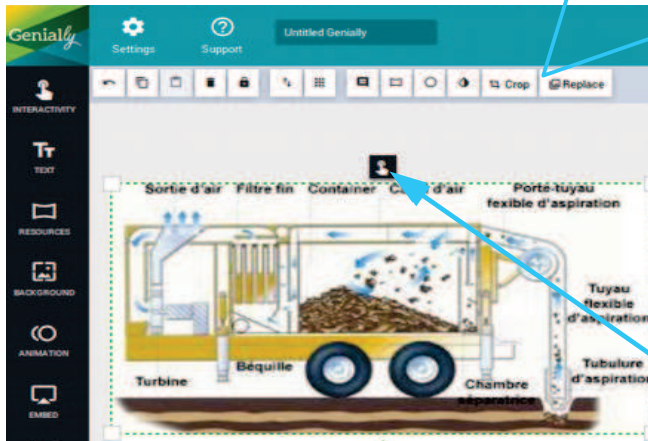 Genially
Settings
Support
Untitled Genially
Crop
Replace
INTERACTIVITY
TEXT
RESOURCES
BACKGROUND
ANIMATION
EMBED
Sortie d'air Filtre fin Container d'air Porte-tuyau
fexible d'aspiration
Tuyau
flexible
d'aspiration
Tubulure
d'aspiration
Béquille
Turbine
Chambre
séparatrice